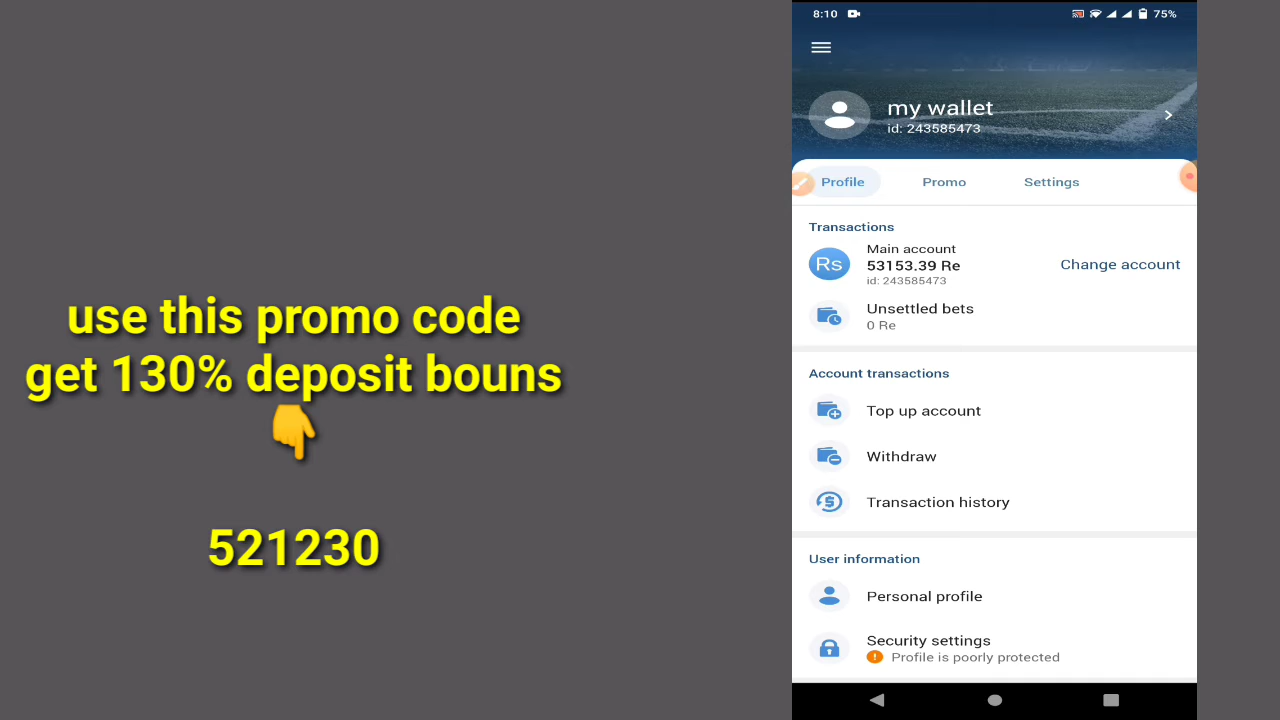 use this promo code
get 130% deposit bouns
👇
521230
8:10
75%
my wallet
id: 243585473
Profile Promo Settings
Transactions
Rs
Main account
53153.39 Re
id: 243585473
Change account
Unsettled bets
0 Re
Account transactions
Top up account
Withdraw
Transaction history
User information
Personal profile
Security settings
! Profile is poorly protected